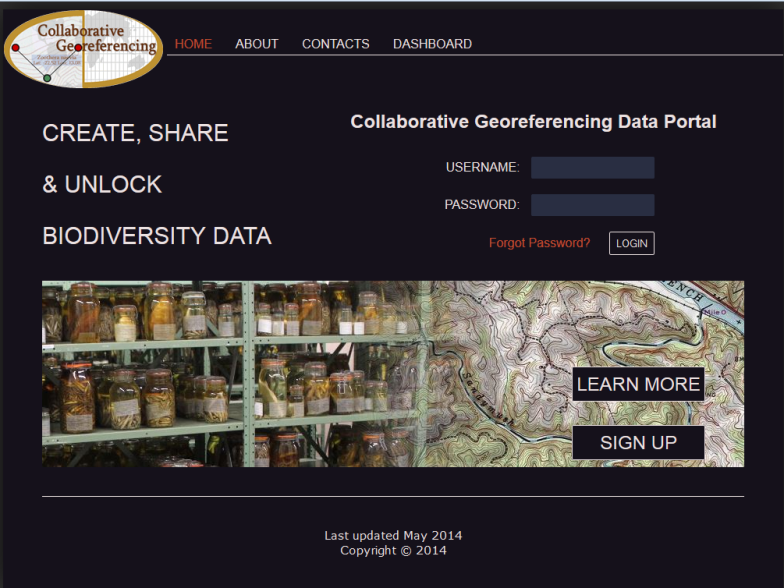 Collaborative
Georeferencing
HOME ABOUT CONTACTS DASHBOARD
CREATE, SHARE
& UNLOCK
BIODIVERSITY DATA
Collaborative Georeferencing Data Portal
USERNAME:
PASSWORD:
Forgot Password? LOGIN
LEARN MORE
SIGN UP
Last updated May 2014
Copyright © 2014